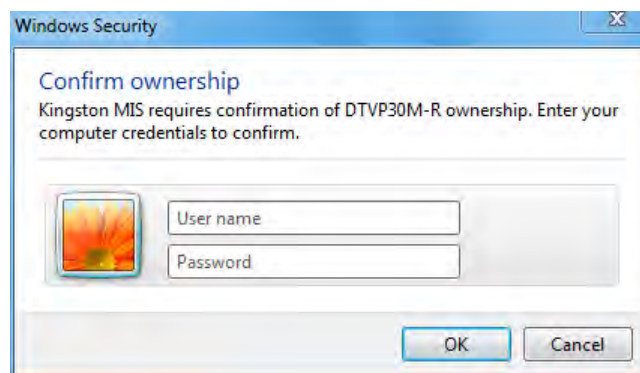 Windows Security
Confirm ownership
Kingston MIS requires confirmation of DTVP30M-R ownership. Enter your
computer credentials to confirm.
User name
Password
OK
Cancel